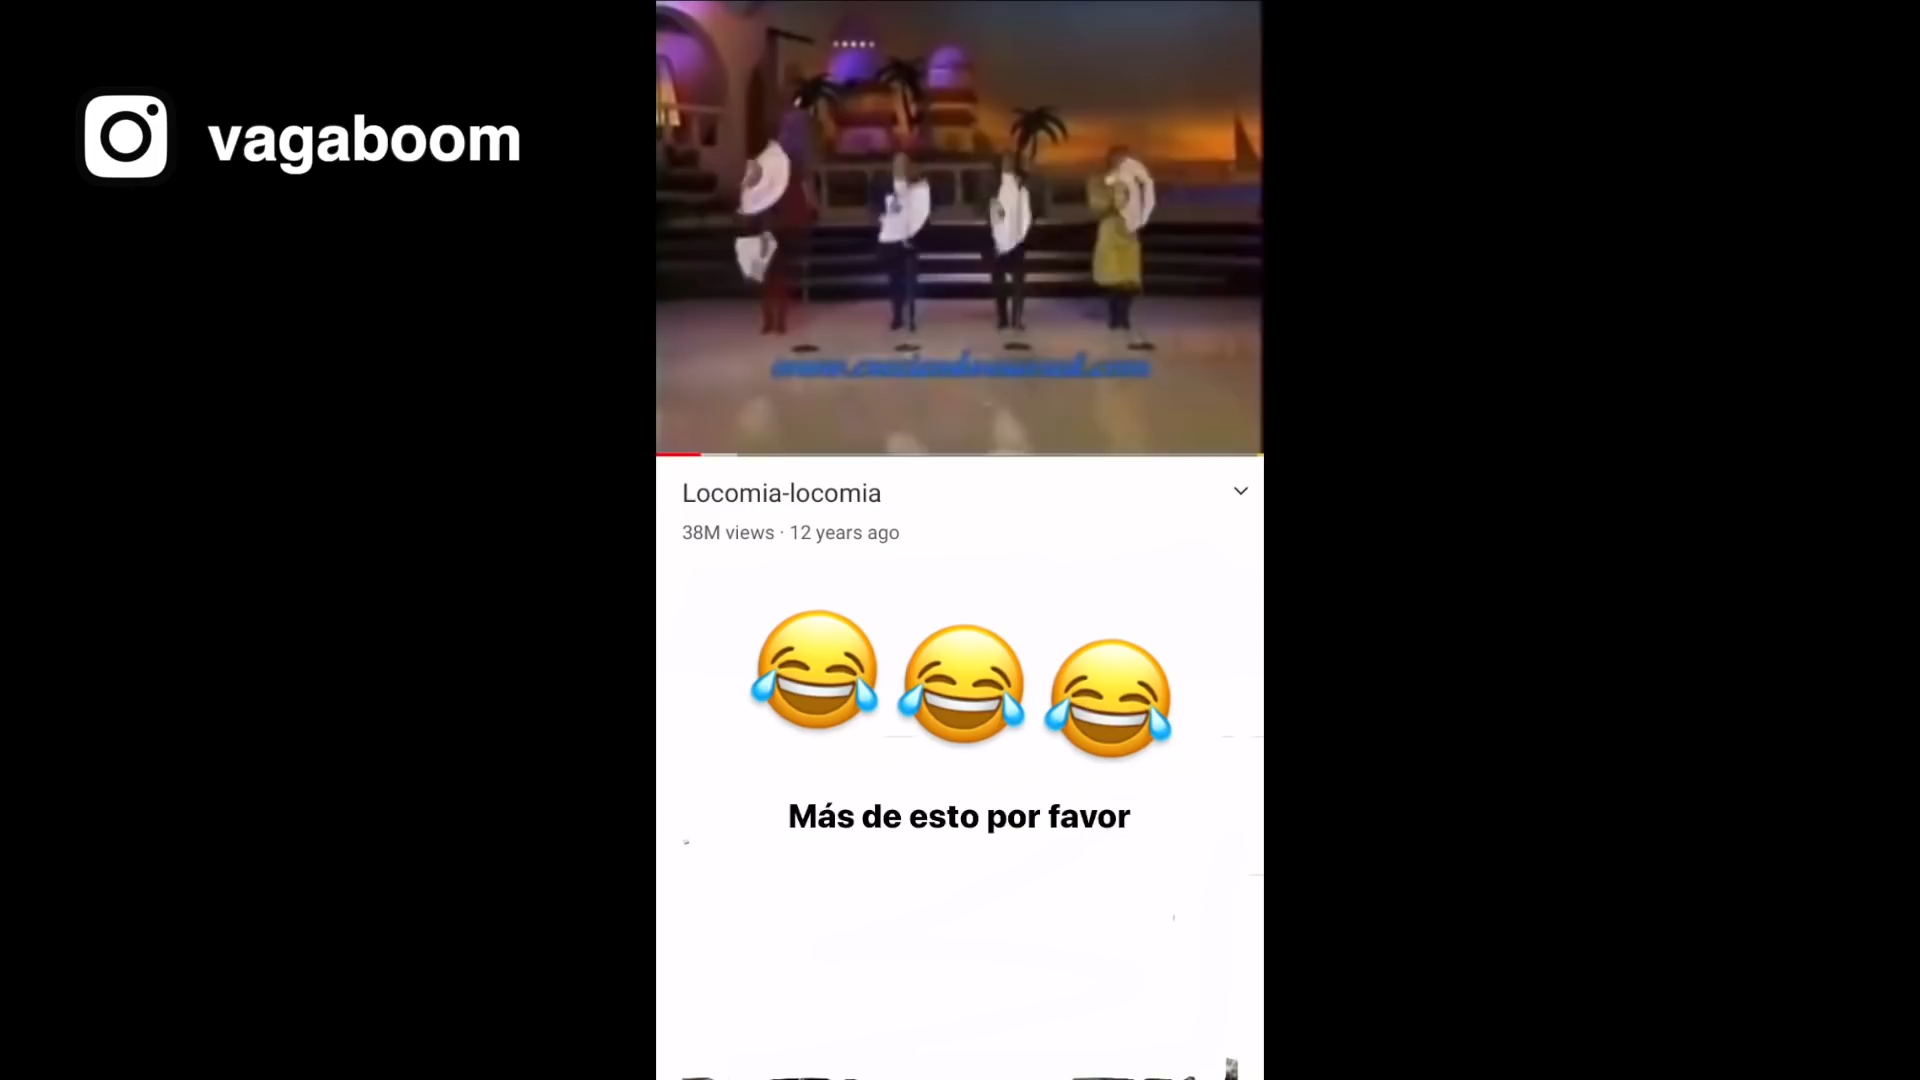 vagaboom
Locomia-locomia
38M views · 12 years ago
Más de esto por favor